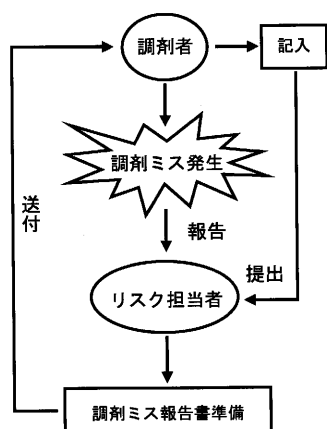 調剤者
記入
調剤ミス発生
送付
報告
提出
リスク担当者
調剤ミス報告書準備